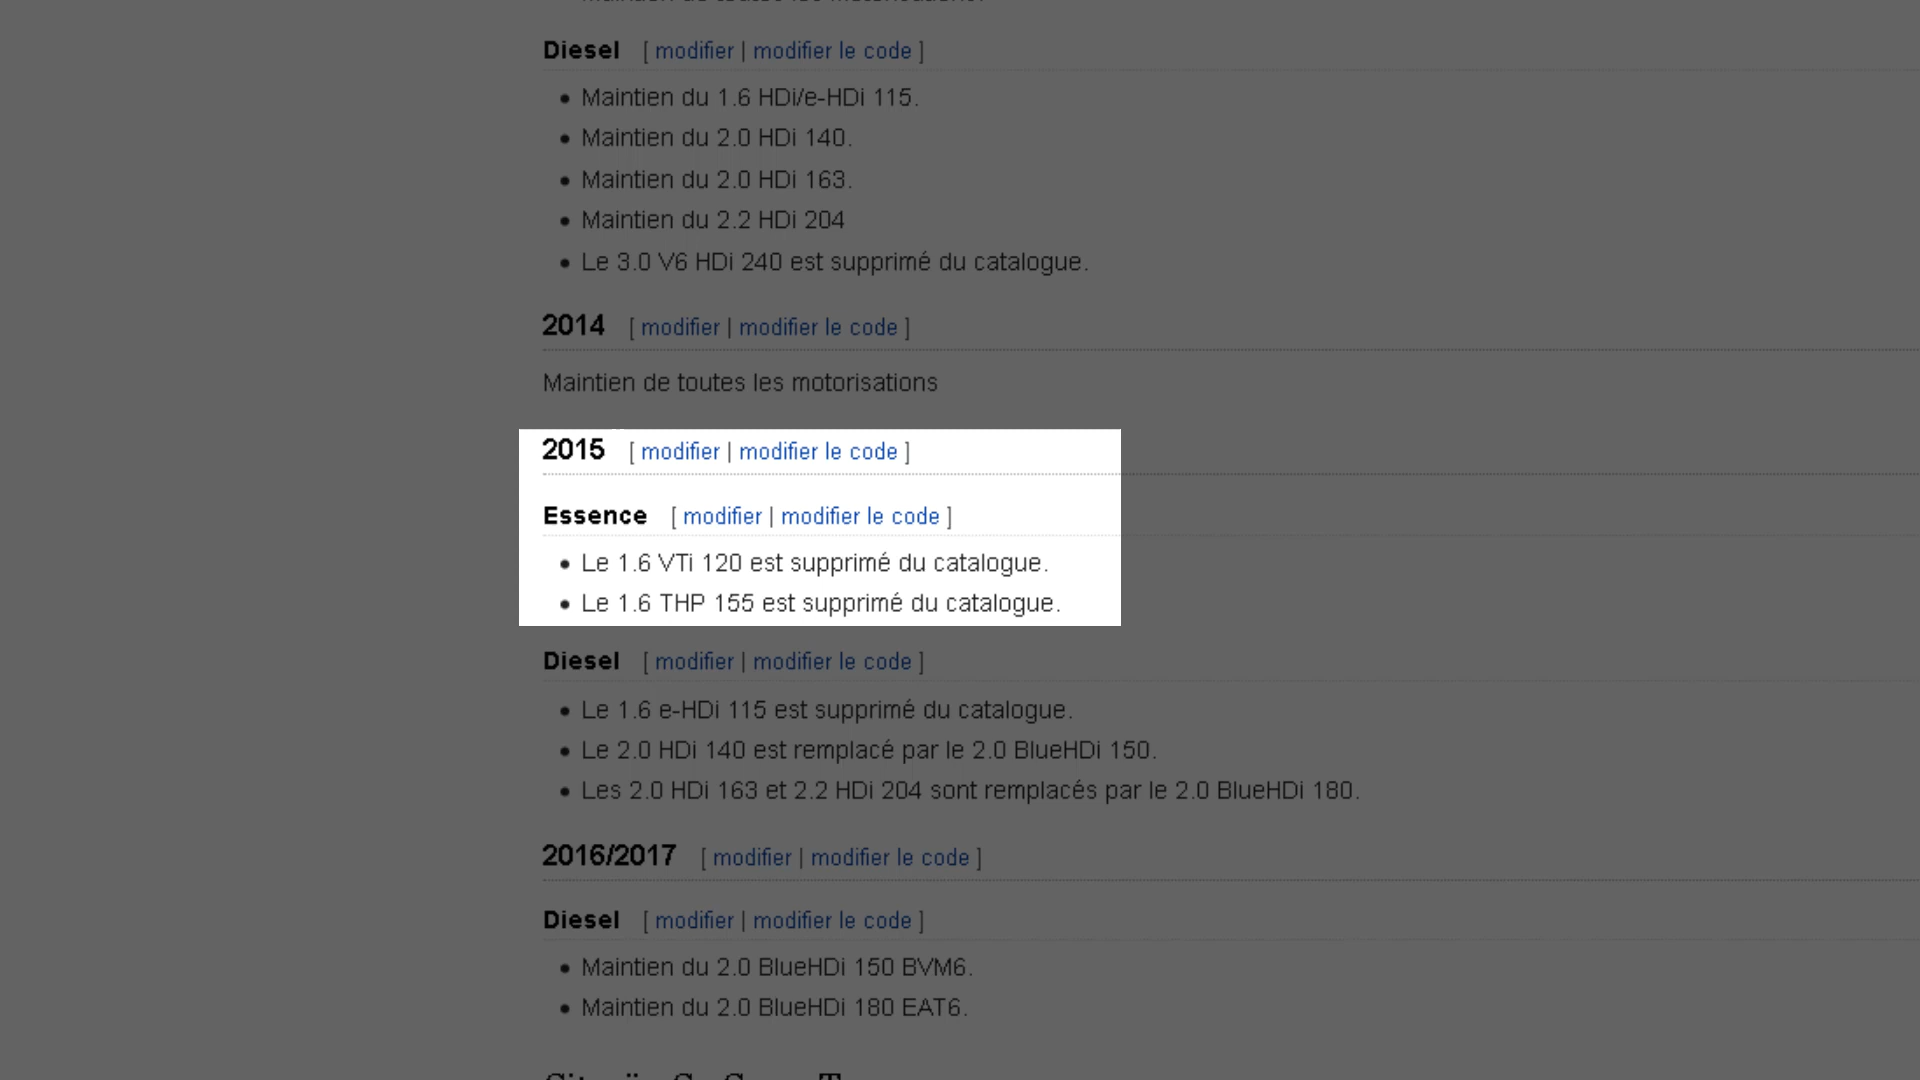 Diesel [ modifier | modifier le code ]
Maintien du 1.6 HDi/e-HDi 115.
Maintien du 2.0 HDi 140.
Maintien du 2.0 HDi 163.
Maintien du 2.2 HDi 204
Le 3.0 V6 HDi 240 est supprimé du catalogue.
2014 [ modifier | modifier le code ]
Maintien de toutes les motorisations
2015 [ modifier | modifier le code ]
Essence [ modifier | modifier le code ]
Le 1.6 VTi 120 est supprimé du catalogue.
Le 1.6 THP 155 est supprimé du catalogue.
Diesel [ modifier | modifier le code ]
Le 1.6 e-HDi 115 est supprimé du catalogue.
Le 2.0 HDi 140 est remplacé par le 2.0 BlueHDi 150.
Les 2.0 HDi 163 et 2.2 HDi 204 sont remplacés par le 2.0 BlueHDi 180.
2016/2017 [ modifier | modifier le code ]
Diesel [ modifier | modifier le code ]
Maintien du 2.0 BlueHDi 150 BVM6.
Maintien du 2.0 BlueHDi 180 EAT6.